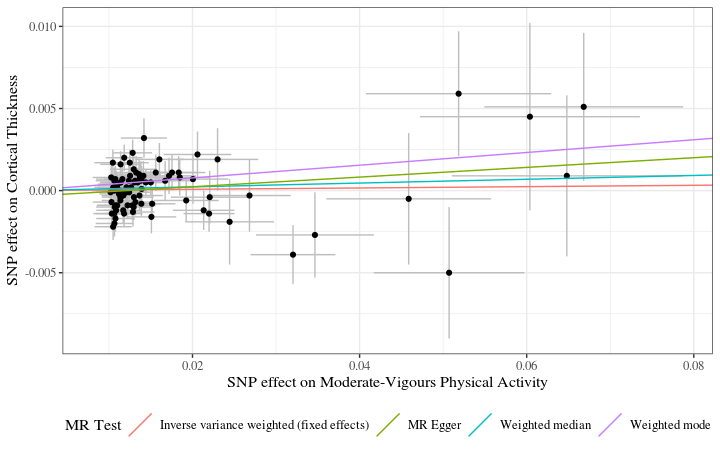 SNP effect on Cortical Thickness
0.010
0.005
0.000
-0.005
0.02 0.04 0.06 0.08
SNP effect on Moderate-Vigours Physical Activity
MR Test Inverse variance weighted (fixed effects) MR Egger Weighted median Weighted mode